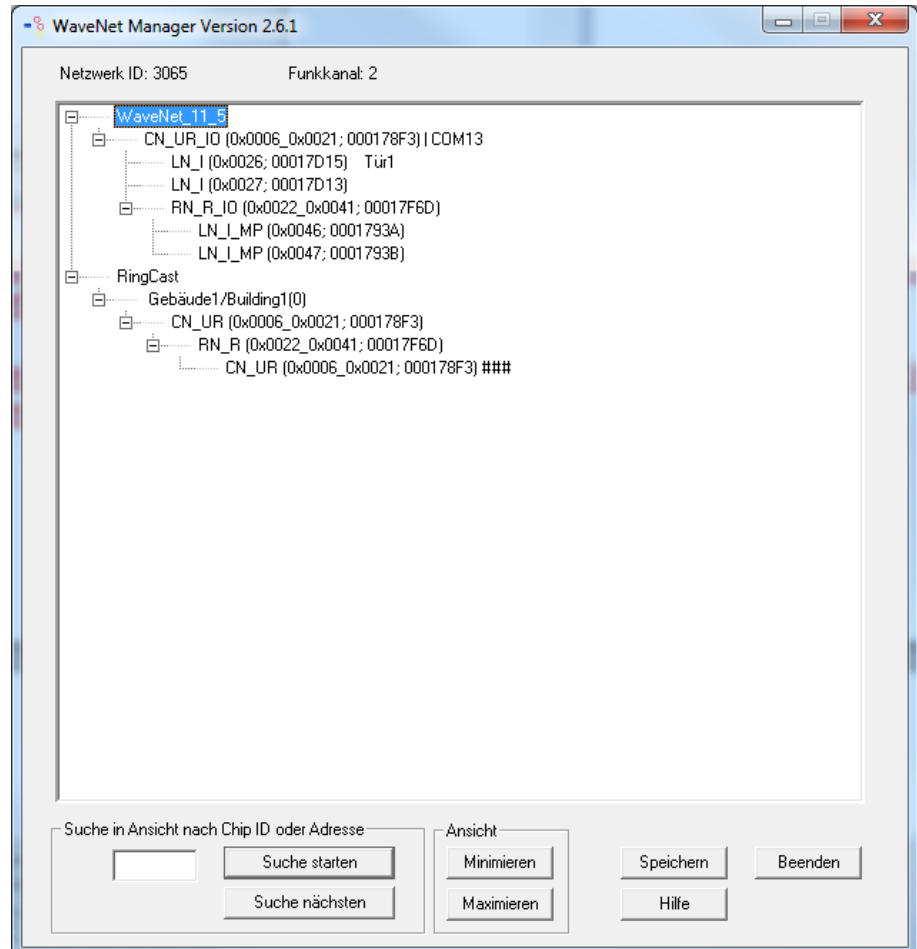 WaveNet Manager Version 2.6.1
Netzwerk ID: 3065 Funkkanal: 2
WaveNet_11_5
CN_UR_IO (0x0006_0x0021; 000178F3) | COM13
LN_I (0x0026; 00017D15) Tür1
LN_I (0x0027; 00017D13)
RN_R_IO (0x0022_0x0041; 00017F6D)
LN_I_MP (0x0046; 0001793A)
LN_I_MP (0x0047; 0001793B)
RingCast
Gebäude1/Building1(0)
CN_UR (0x0006_0x0021; 000178F3)
RN_R (0x0022_0x0041; 00017F6D)
CN_UR (0x0006_0x0021; 000178F3) ###
Suche in Ansicht nach Chip ID oder Adresse
Ansicht
Suche starten
Minimieren
Speichern
Beenden
Suche nächsten
Maximieren
Hilfe